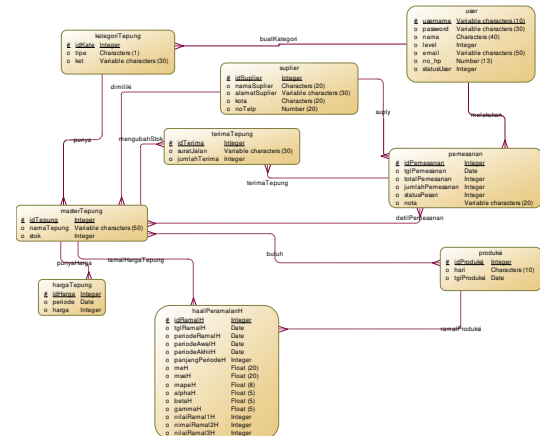 user
# username Variable characters (10)
o password Variable characters (30)
o nama Characters (40)
o level Integer
o email Variable characters (50)
o no_hp Number (13)
o statusUser Integer
kategoriTepung
# idKate Integer
o tipe Characters (1)
o ket Variable characters (30)
buatKategori
suplier
# idSuplier Integer
o namaSuplier Characters (20)
o alamatSuplier Variable characters (30)
o kota Characters (20)
o noTelp Number (20)
dimiliki
suply
melakukan
punya
mengubahStok
terimaTepung
# idTerima Integer
o suratJalan Variable characters (30)
o jumlahTerima Integer
terimaTepung
pemesanan
# idPemesanan Integer
o tglPemesanan Date
o totalPemesanan Integer
o jumlahPemesanan Integer
o statusPesan Integer
o nota Variable characters (20)
detilPemesanan
masterTepung
# idTepung Integer
o namaTepung Variable characters (50)
o stok Integer
butuh
punyaHarga
ramalHargaTepung
produksi
# idProduksi Integer
o hari Characters (10)
o tglProduksi Date
ramalProduksi
hargaTepung
# idHarga Integer
o periode Date
o harga Integer
hasilPeramalanH
# idRamalH Integer
o tglRamalH Date
o periodeRamalH Date
o periodeAwalH Date
o periodeAkhirH Date
o panjangPeriodeH Integer
o meH Float (20)
o mseH Float (20)
o mapeH Float (8)
o alphaH Float (5)
o betaH Float (5)
o gammaH Float (5)
o nilaiRamal1H Integer
o nimaiRamal2H Integer
o nilaiRamal3H Integer